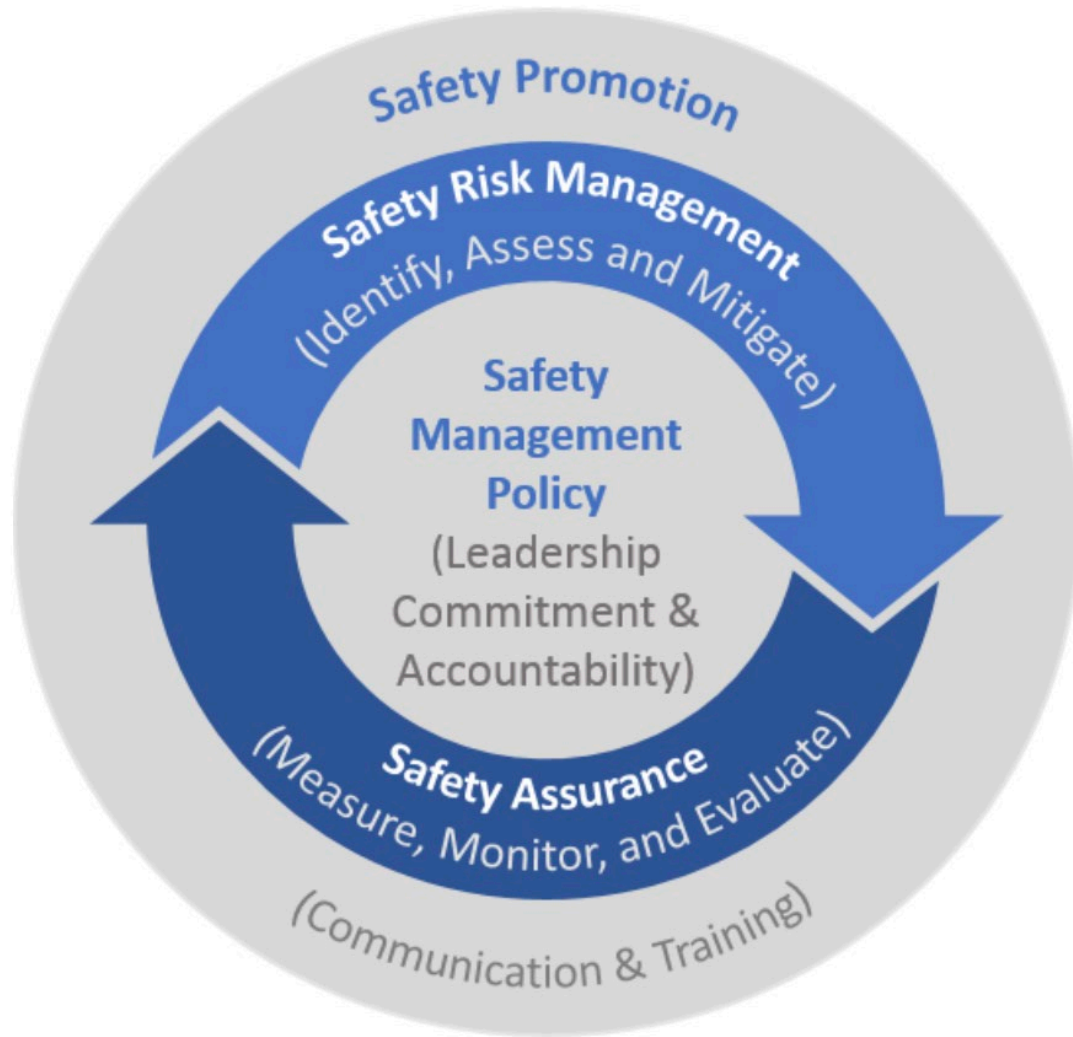 Safety Promotion
Safety Risk Management
(Identify, Assess and Mitigate)
Safety
Management
Policy
(Leadership
Commitment &
Accountability)
Safety Assurance
(Measure, Monitor, and Evaluate)
(Communication & Training)